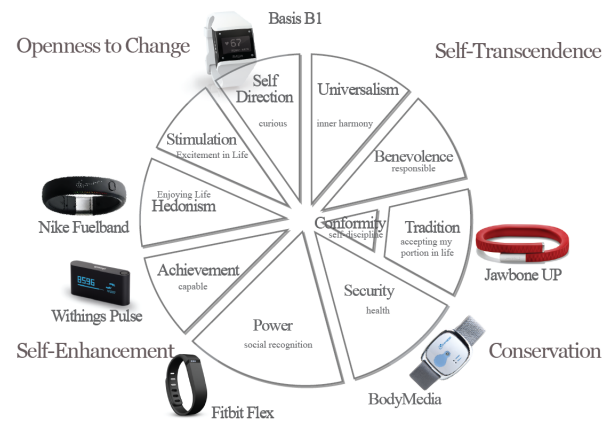 Basis B1
Openness to Change
Self-Transcendence
67
Self
Direction
curious
Universalism
inner harmony
Stimulation
Excitement in Life
Benevolence
responsible
Enjoying Life
Hedonism
Nike Fuelband
Conformity
self-discipline
Tradition
accepting my
portion in life
Jawbone UP
Achievement
capable
8596
Withings Pulse
Security
health
Power
social recognition
Self-Enhancement
Conservation
BodyMedia
Fitbit Flex